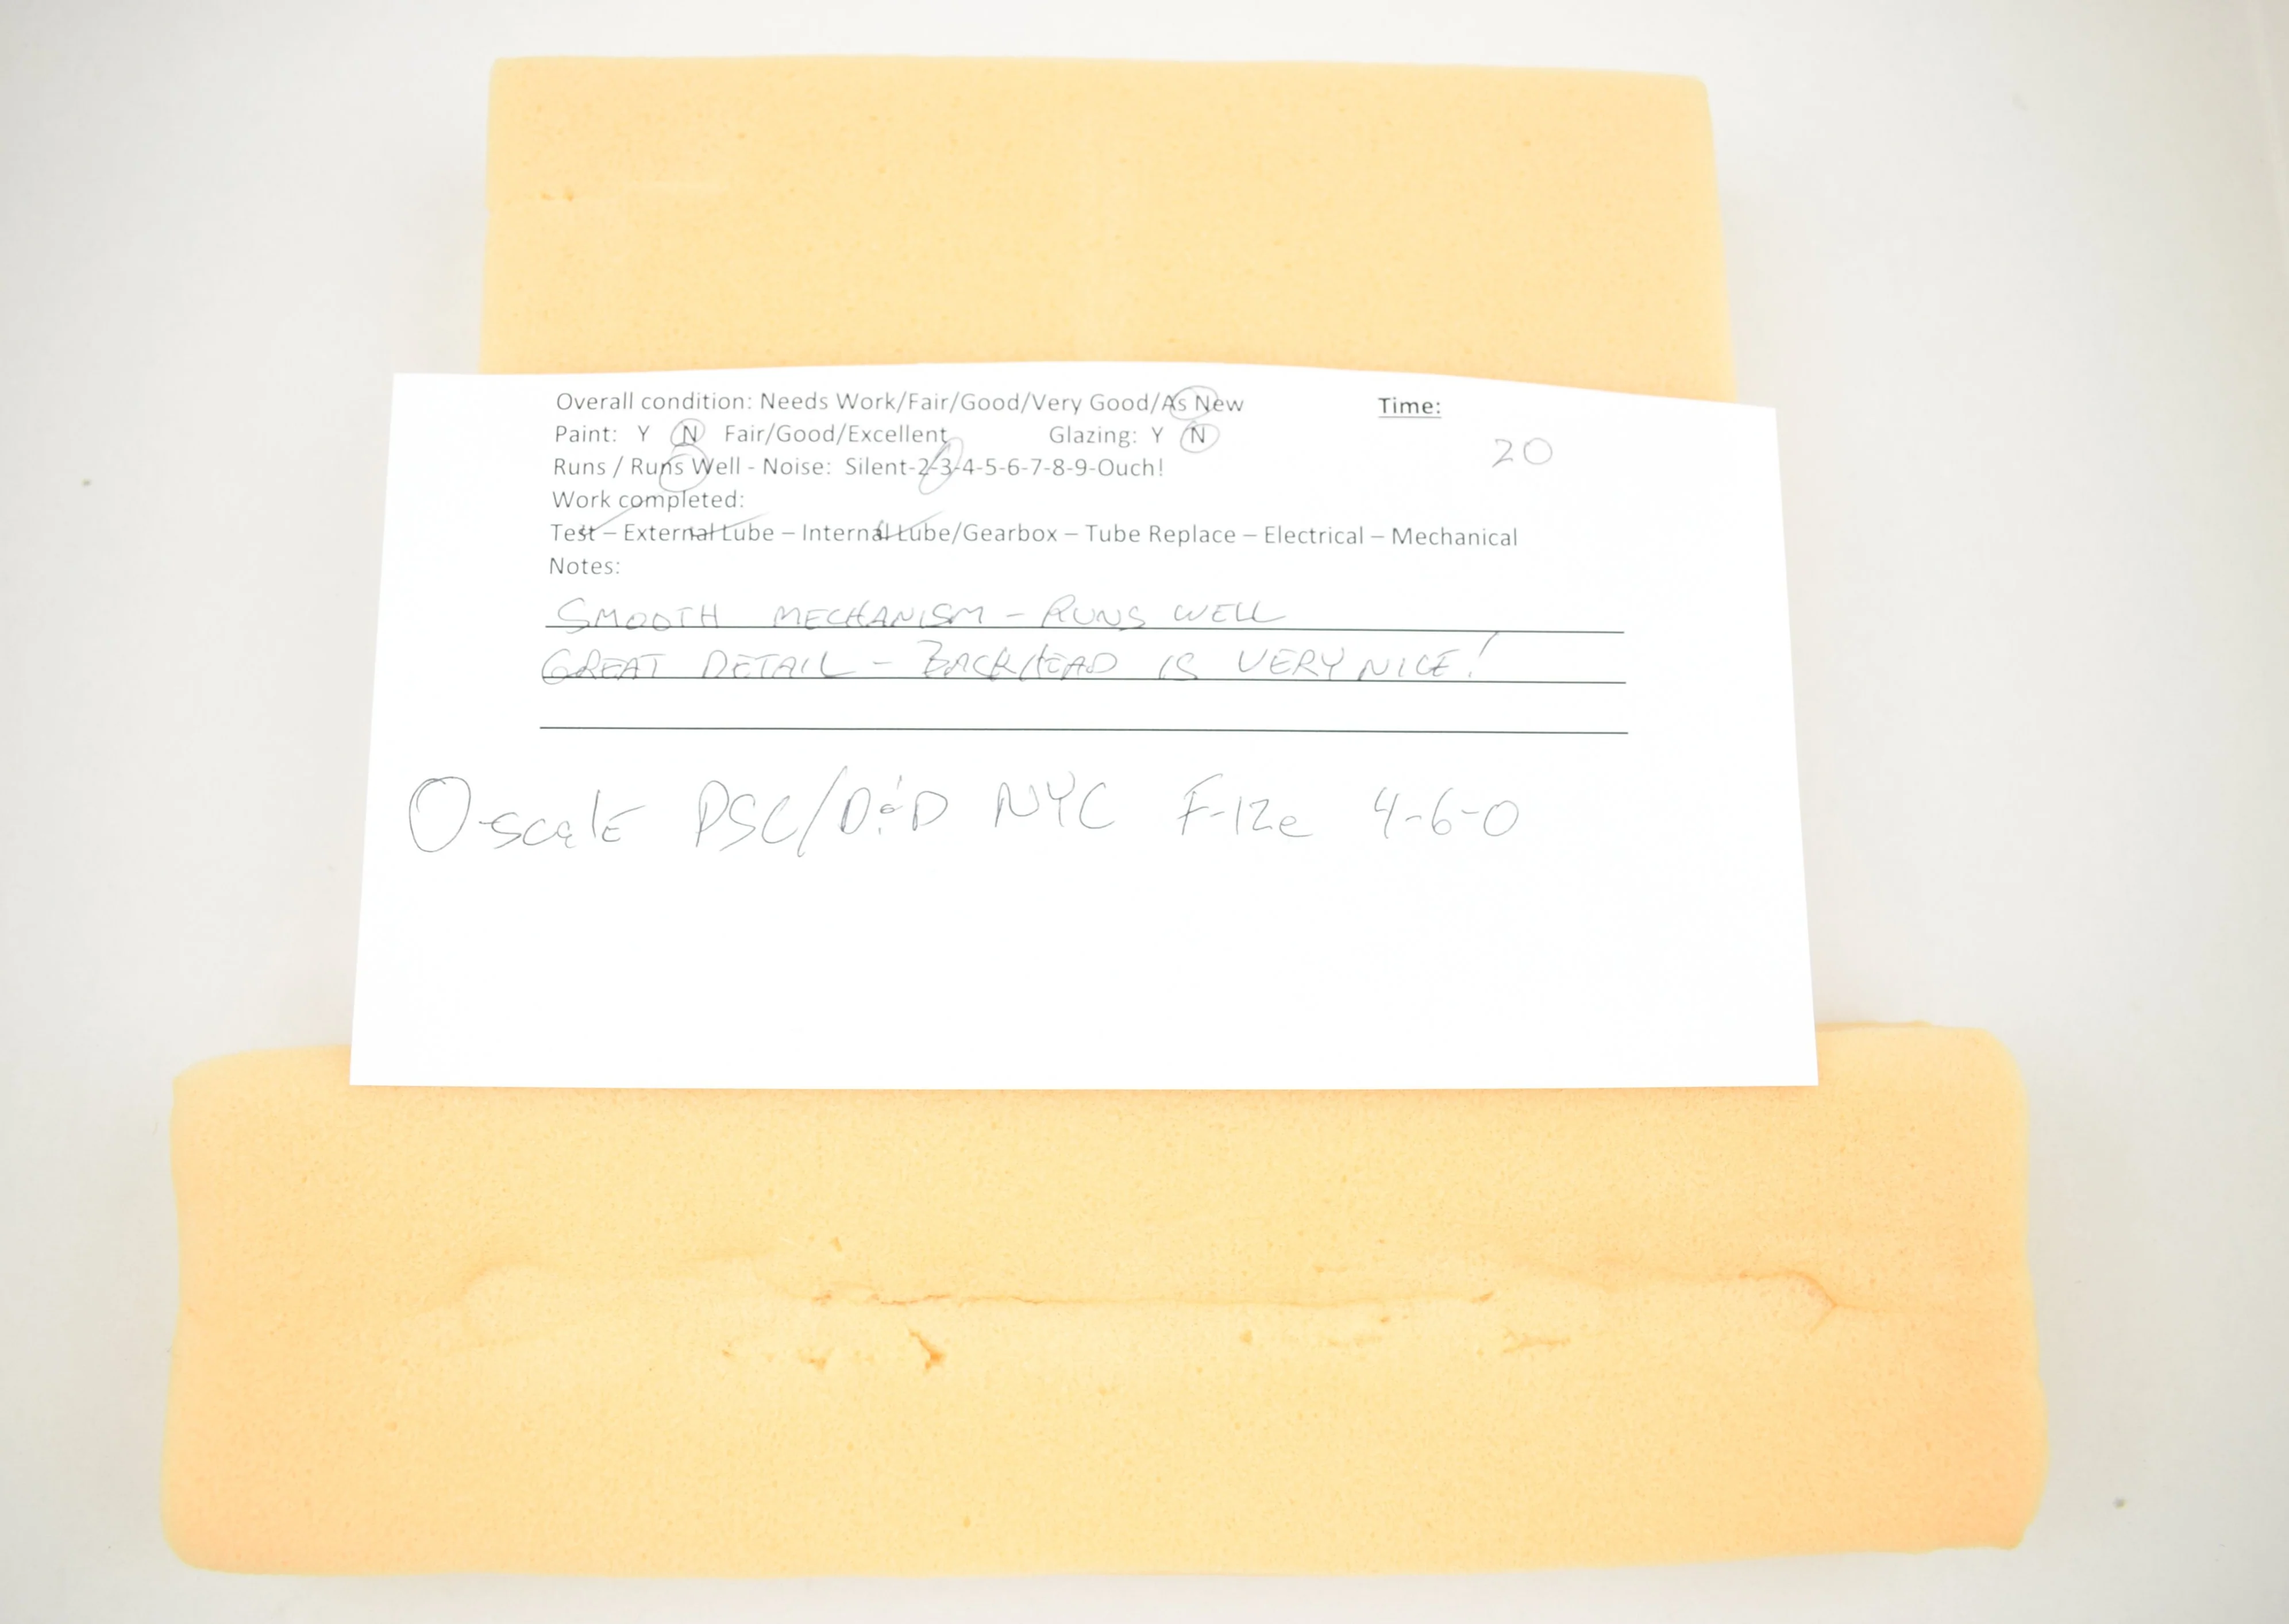 Overall condition: Needs Work/Fair/Good/Very Good/As New Time:
Paint: Y N Fair/Good/Excellent Glazing: Y N
20
Runs / Runs Well - Noise: Silent-2-3-4-5-6-7-8-9-Ouch!
Work completed:
Test – External Lube – Internal Lube/Gearbox – Tube Replace – Electrical – Mechanical
Notes:
SMOOTH MECHANISM - RUNS WELL
GREAT DETAIL - BACKHEAD IS VERY NICE!
O-scale PSC/D&D NYC F-12e 4-6-0